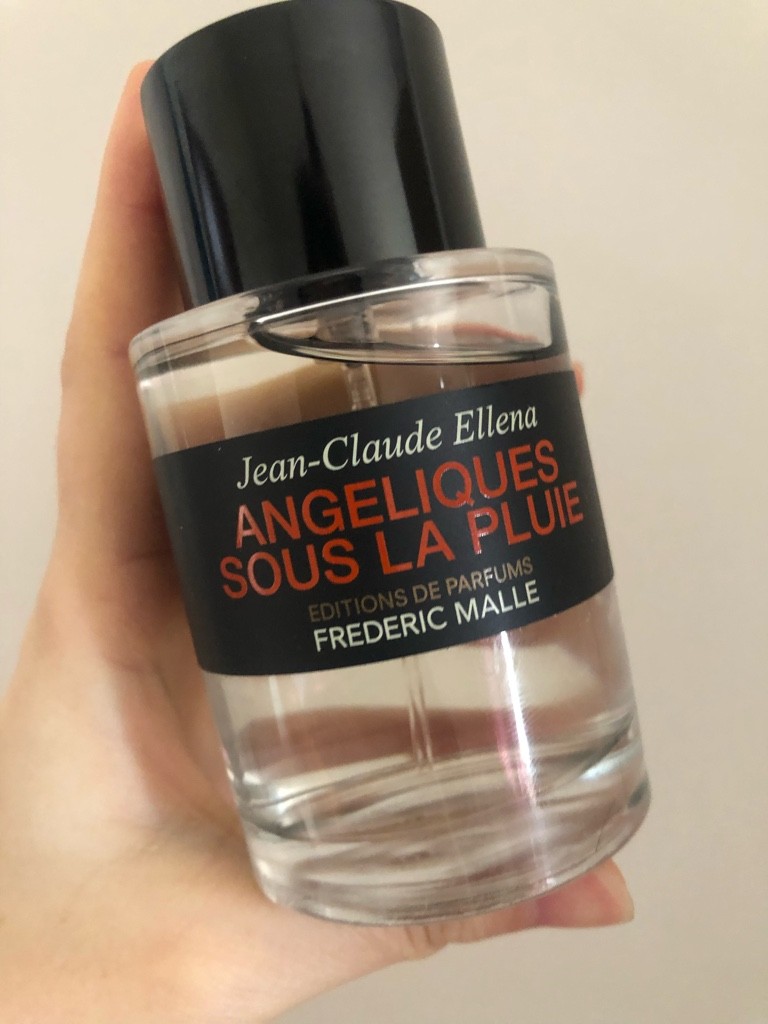 Jean-Claude Ellena
ANGELIQUES
SOUS LA PLUIE
EDITIONS DE PARFUMS
FREDERIC MALLE